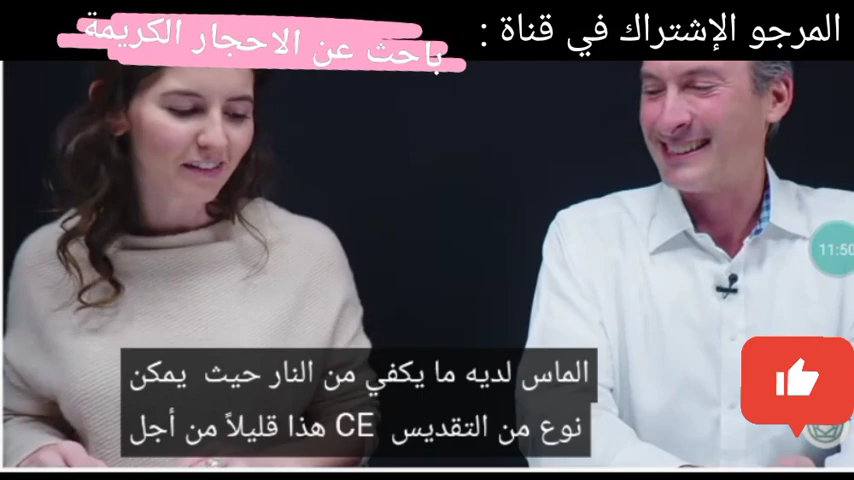 المرجو الإشتراك في قناة :
باحث عن الاحجار الكريمة
11:50
الماس لديه ما يكفي من النار حيث يمكن
نوع من التقديس CE هذا قليلاً من أجل